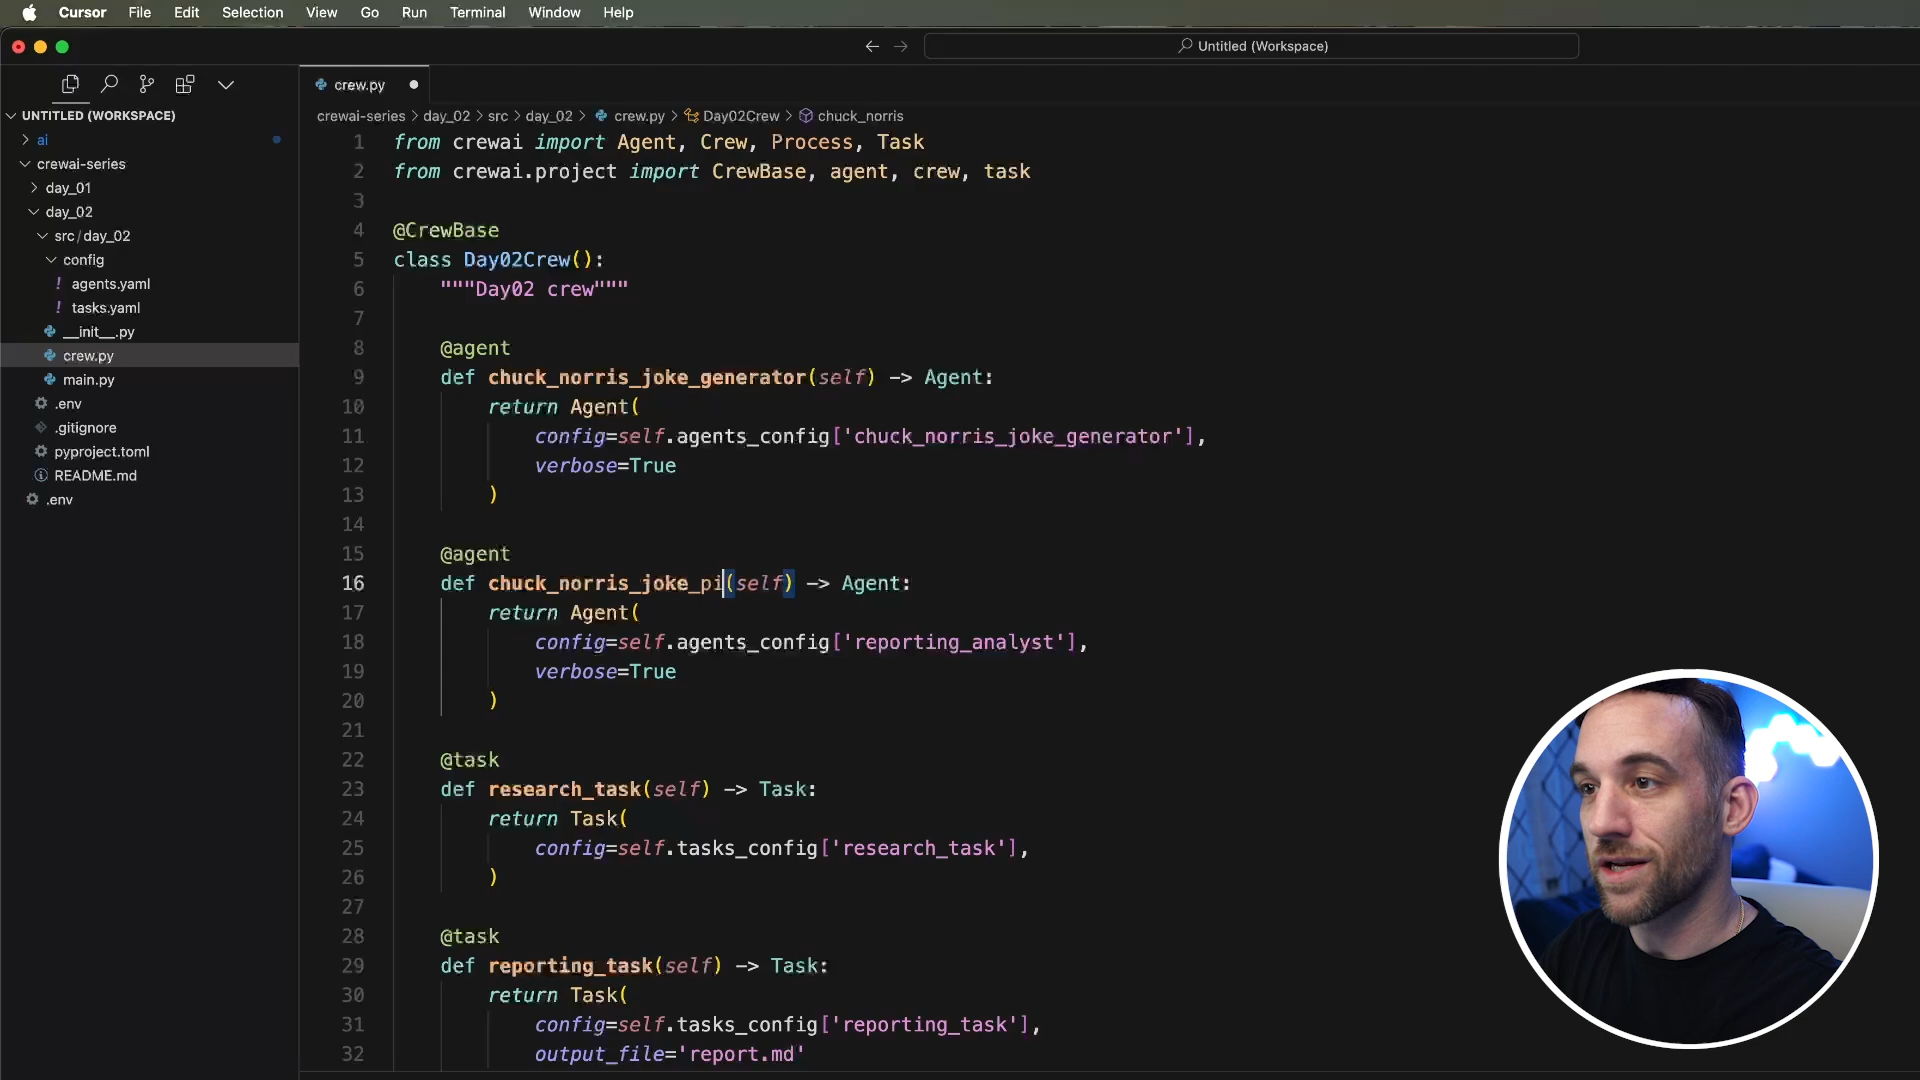 Cursor File Edit Selection View Go Run Terminal Window Help
Untitled (Workspace)
crew.py
UNTITLED (WORKSPACE)
ai
crewai-series
day_01
day_02
src/day_02
config
! agents.yaml
! tasks.yaml
__init__.py
crew.py
main.py
.env
.gitignore
pyproject.toml
README.md
.env
crewai-series > day_02 > src > day_02 > crew.py > Day02Crew > chuck_norris
1 from crewai import Agent, Crew, Process, Task
2 from crewai.project import CrewBase, agent, crew, task
3
4 @CrewBase
5 class Day02Crew():
6 """Day02 crew"""
7
8 @agent
9 def chuck_norris_joke_generator(self) -> Agent:
10 return Agent(
11 config=self.agents_config['chuck_norris_joke_generator'],
12 verbose=True
13 )
14
15 @agent
16 def chuck_norris_joke_pi(self) -> Agent:
17 return Agent(
18 config=self.agents_config['reporting_analyst'],
19 verbose=True
20 )
21
22 @task
23 def research_task(self) -> Task:
24 return Task(
25 config=self.tasks_config['research_task'],
26 )
27
28 @task
29 def reporting_task(self) -> Task:
30 return Task(
31 config=self.tasks_config['reporting_task'],
32 output_file='report.md'